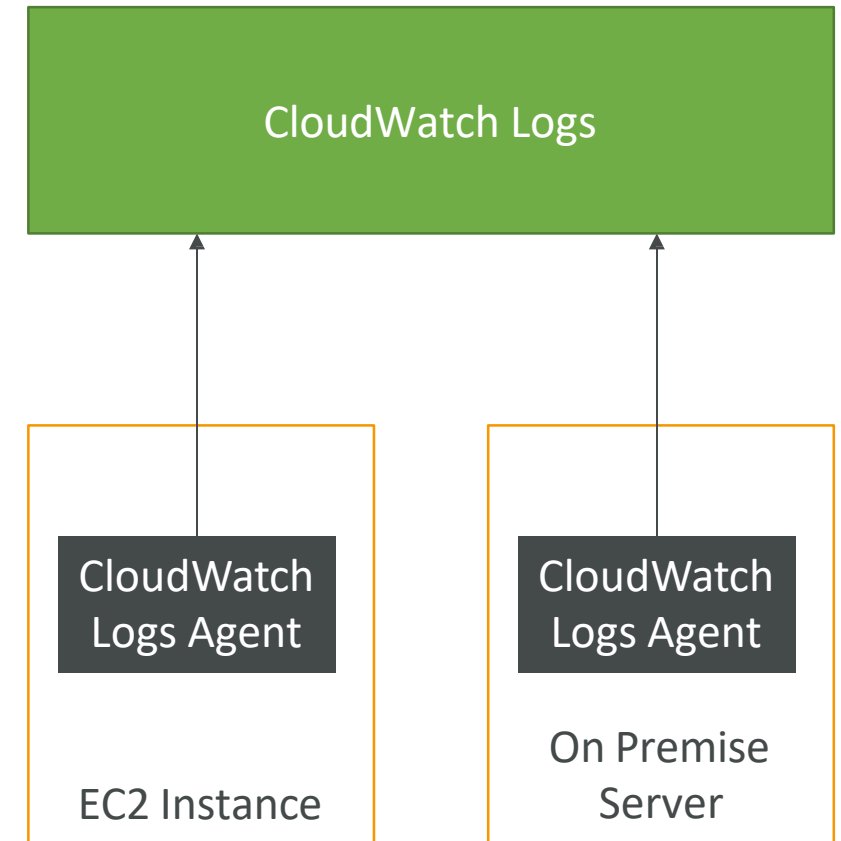 CloudWatch Logs
CloudWatch
Logs Agent
EC2 Instance
CloudWatch
Logs Agent
On Premise
Server